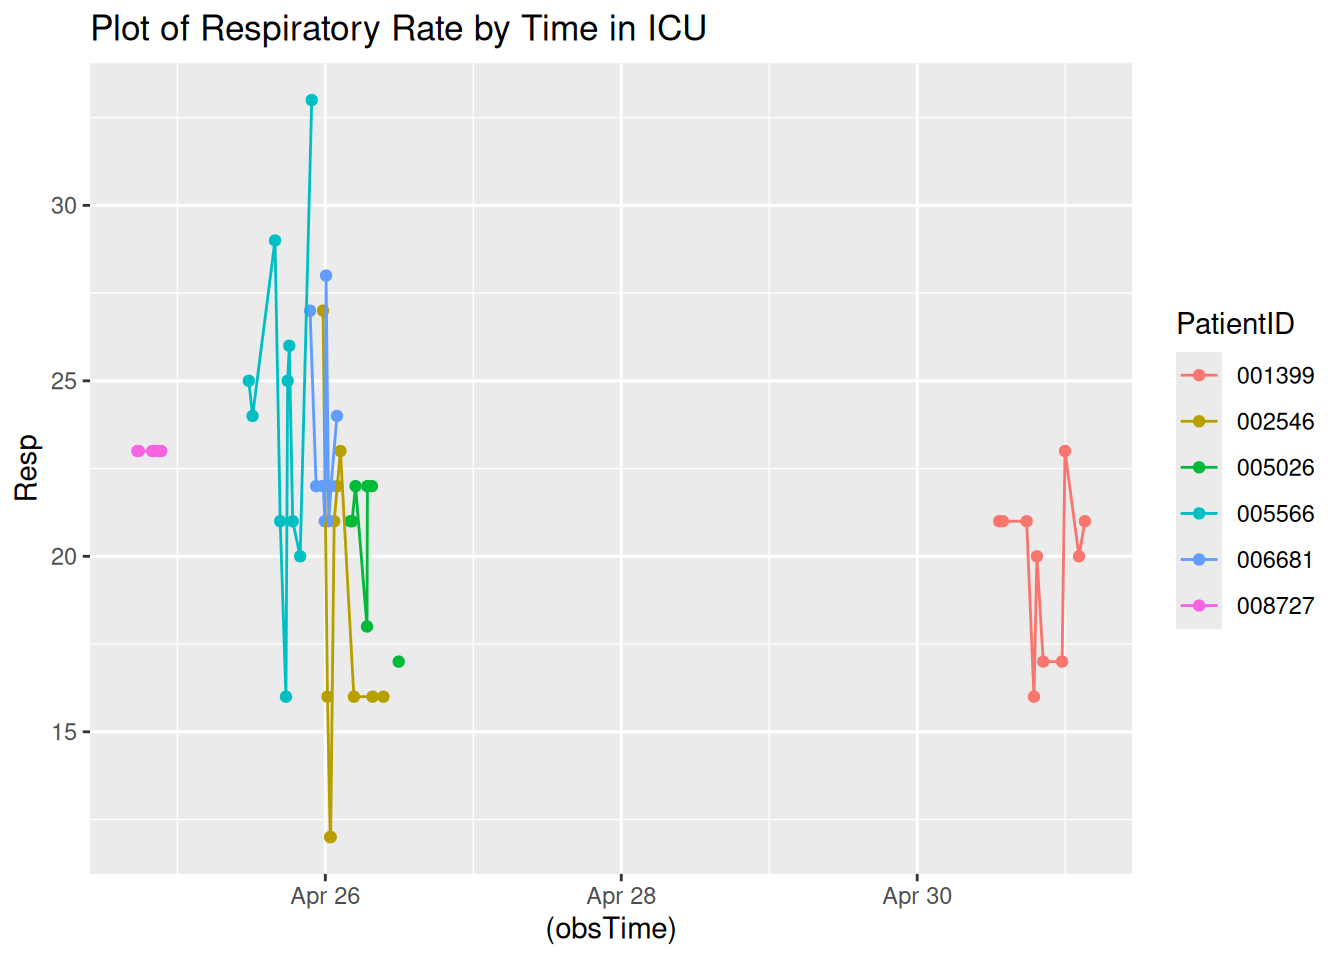 Plot of Respiratory Rate by Time in ICU
Resp
30
25
20
15
Apr 26
Apr 28
Apr 30
(obsTime)
PatientID
001399
002546
005026
005566
006681
008727